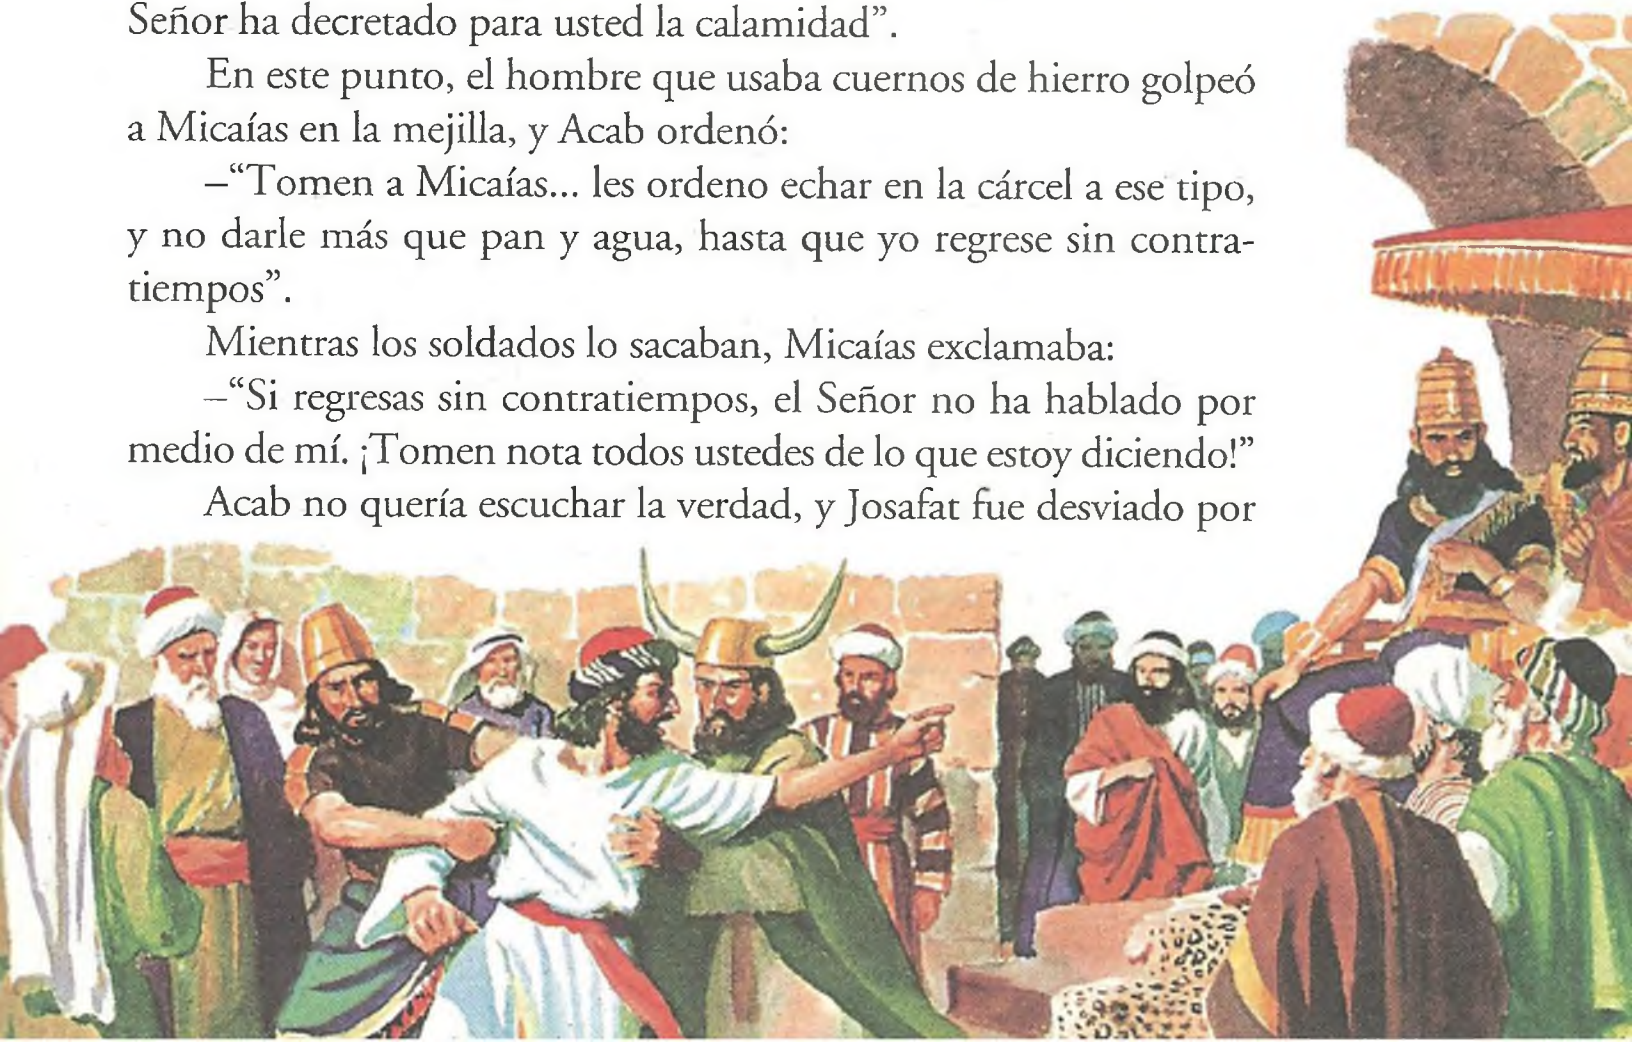 Señor ha decretado para usted la calamidad”.
En este punto, el hombre que usaba cuernos de hierro golpeó
a Micaías en la mejilla, y Acab ordenó:
–“Tomen a Micaías... les ordeno echar en la cárcel a ese tipo,
y no darle más que pan y agua, hasta que yo regrese sin contra-
tiempos”.
Mientras los soldados lo sacaban, Micaías exclamaba:
–“Si regresas sin contratiempos, el Señor no ha hablado por
medio de mí. ¡Tomen nota todos ustedes de lo que estoy diciendo!”
Acab no quería escuchar la verdad, y Josafat fue desviado por